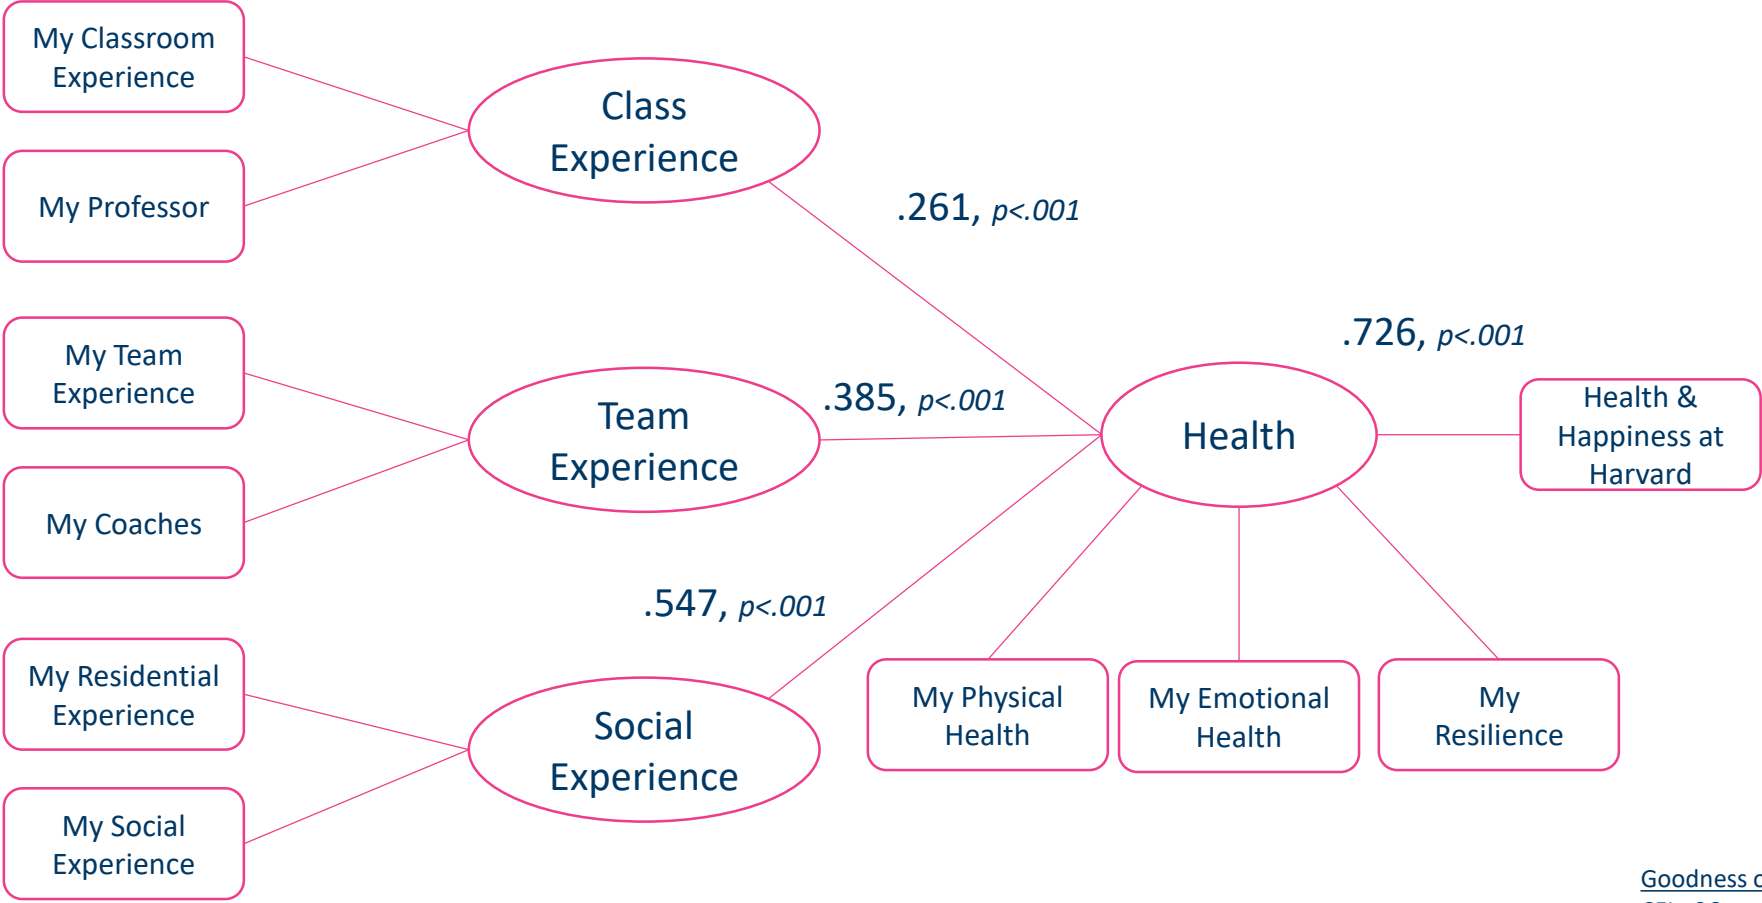 My Classroom
Experience
My Professor
Class
Experience
.261, p<.001
My Team
Experience
My Coaches
Team
Experience
.385, p<.001
.726, p<.001
Health
Health &
Happiness at
Harvard
.547, p<.001
My Residential
Experience
My Social
Experience
Social
Experience
My Physical
Health
My Emotional
Health
My
Resilience
Goodness